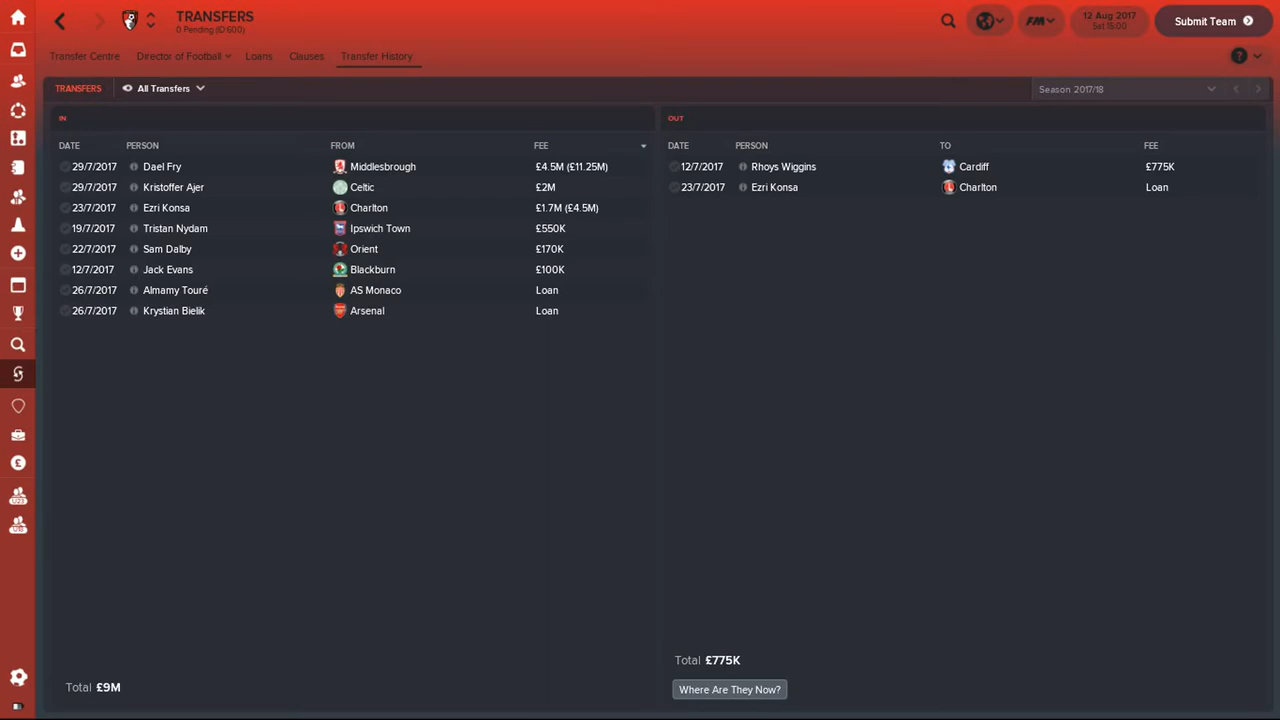 TRANSFERS
0 Pending (D:600)
FM
12 Aug 2017
Sat 15:00
Submit Team
Transfer Centre
Director of Football
Loans
Clauses
Transfer History
?
TRANSFERS
All Transfers
Season 2017/18
IN
OUT
DATE PERSON FROM FEE
29/7/2017 Dael Fry Middlesbrough £4.5M (£11.25M)
29/7/2017 Kristoffer Ajer Celtic £2M
23/7/2017 Ezri Konsa Charlton £1.7M (£4.5M)
19/7/2017 Tristan Nydam Ipswich Town £550K
22/7/2017 Sam Dalby Orient £170K
12/7/2017 Jack Evans Blackburn £100K
26/7/2017 Almamy Touré AS Monaco Loan
26/7/2017 Krystian Bielik Arsenal Loan
Total £9M
DATE PERSON TO FEE
12/7/2017 Rhoys Wiggins Cardiff £775K
23/7/2017 Ezri Konsa Charlton Loan
Total £775K
Where Are They Now?
U23